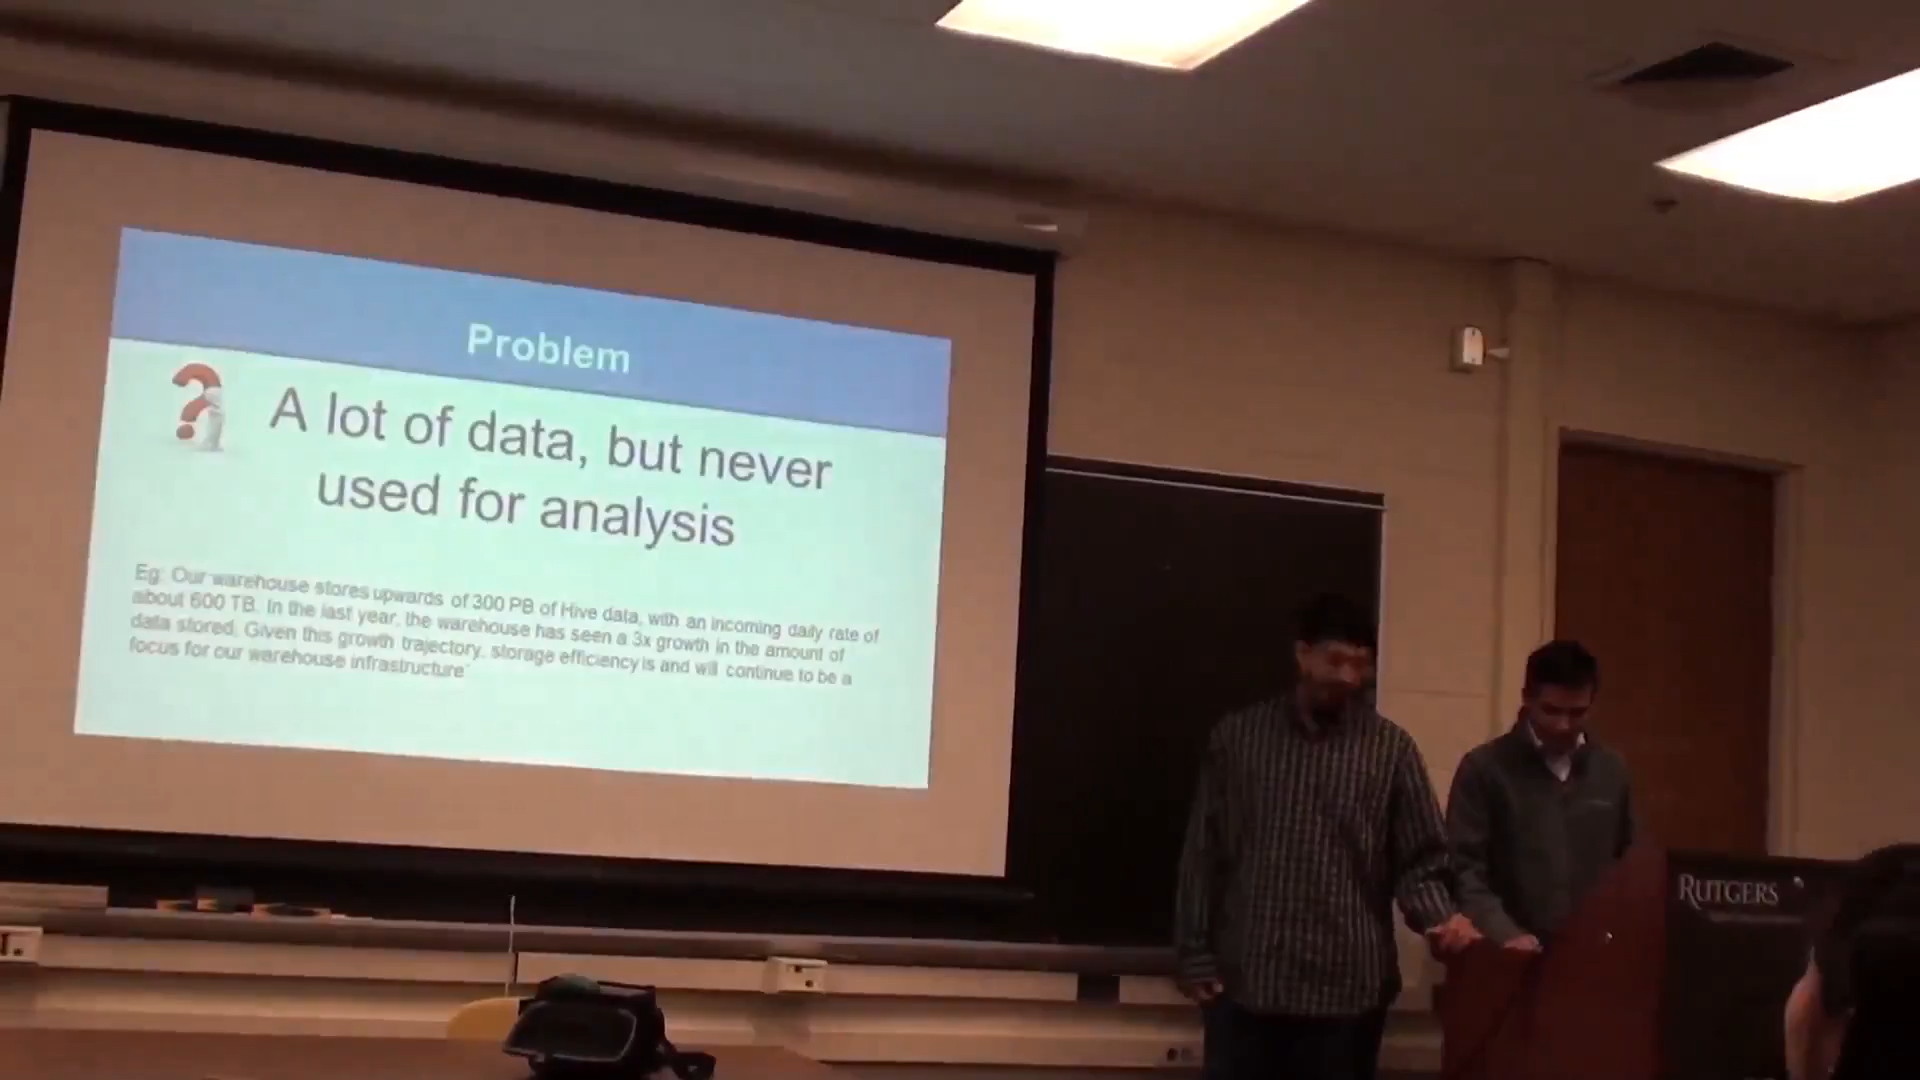 Problem
A lot of data, but never
used for analysis
Eg: Our warehouse stores upwards of 300 PB of Hive data, with an incoming daily rate of
about 600 TB. In the last year, the warehouse has seen a 3x growth in the amount of
data stored. Given this growth trajectory, storage efficiency is and will continue to be a
focus for our warehouse infrastructure"
RUTGERS